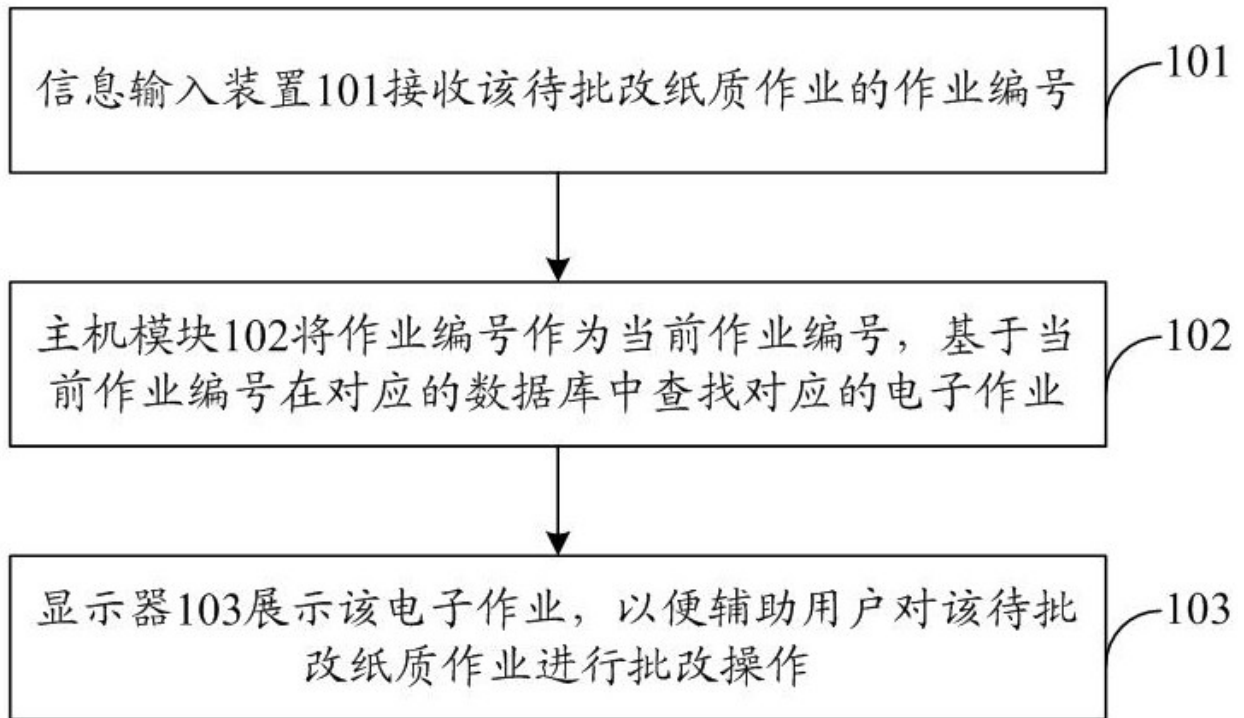 信息输入装置101接收该待批改纸质作业的作业编号
101
主机模块102将作业编号作为当前作业编号，基于当
前作业编号在对应的数据库中查找对应的电子作业
102
显示器103展示该电子作业，以便辅助用户对该待批
改纸质作业进行批改操作
103